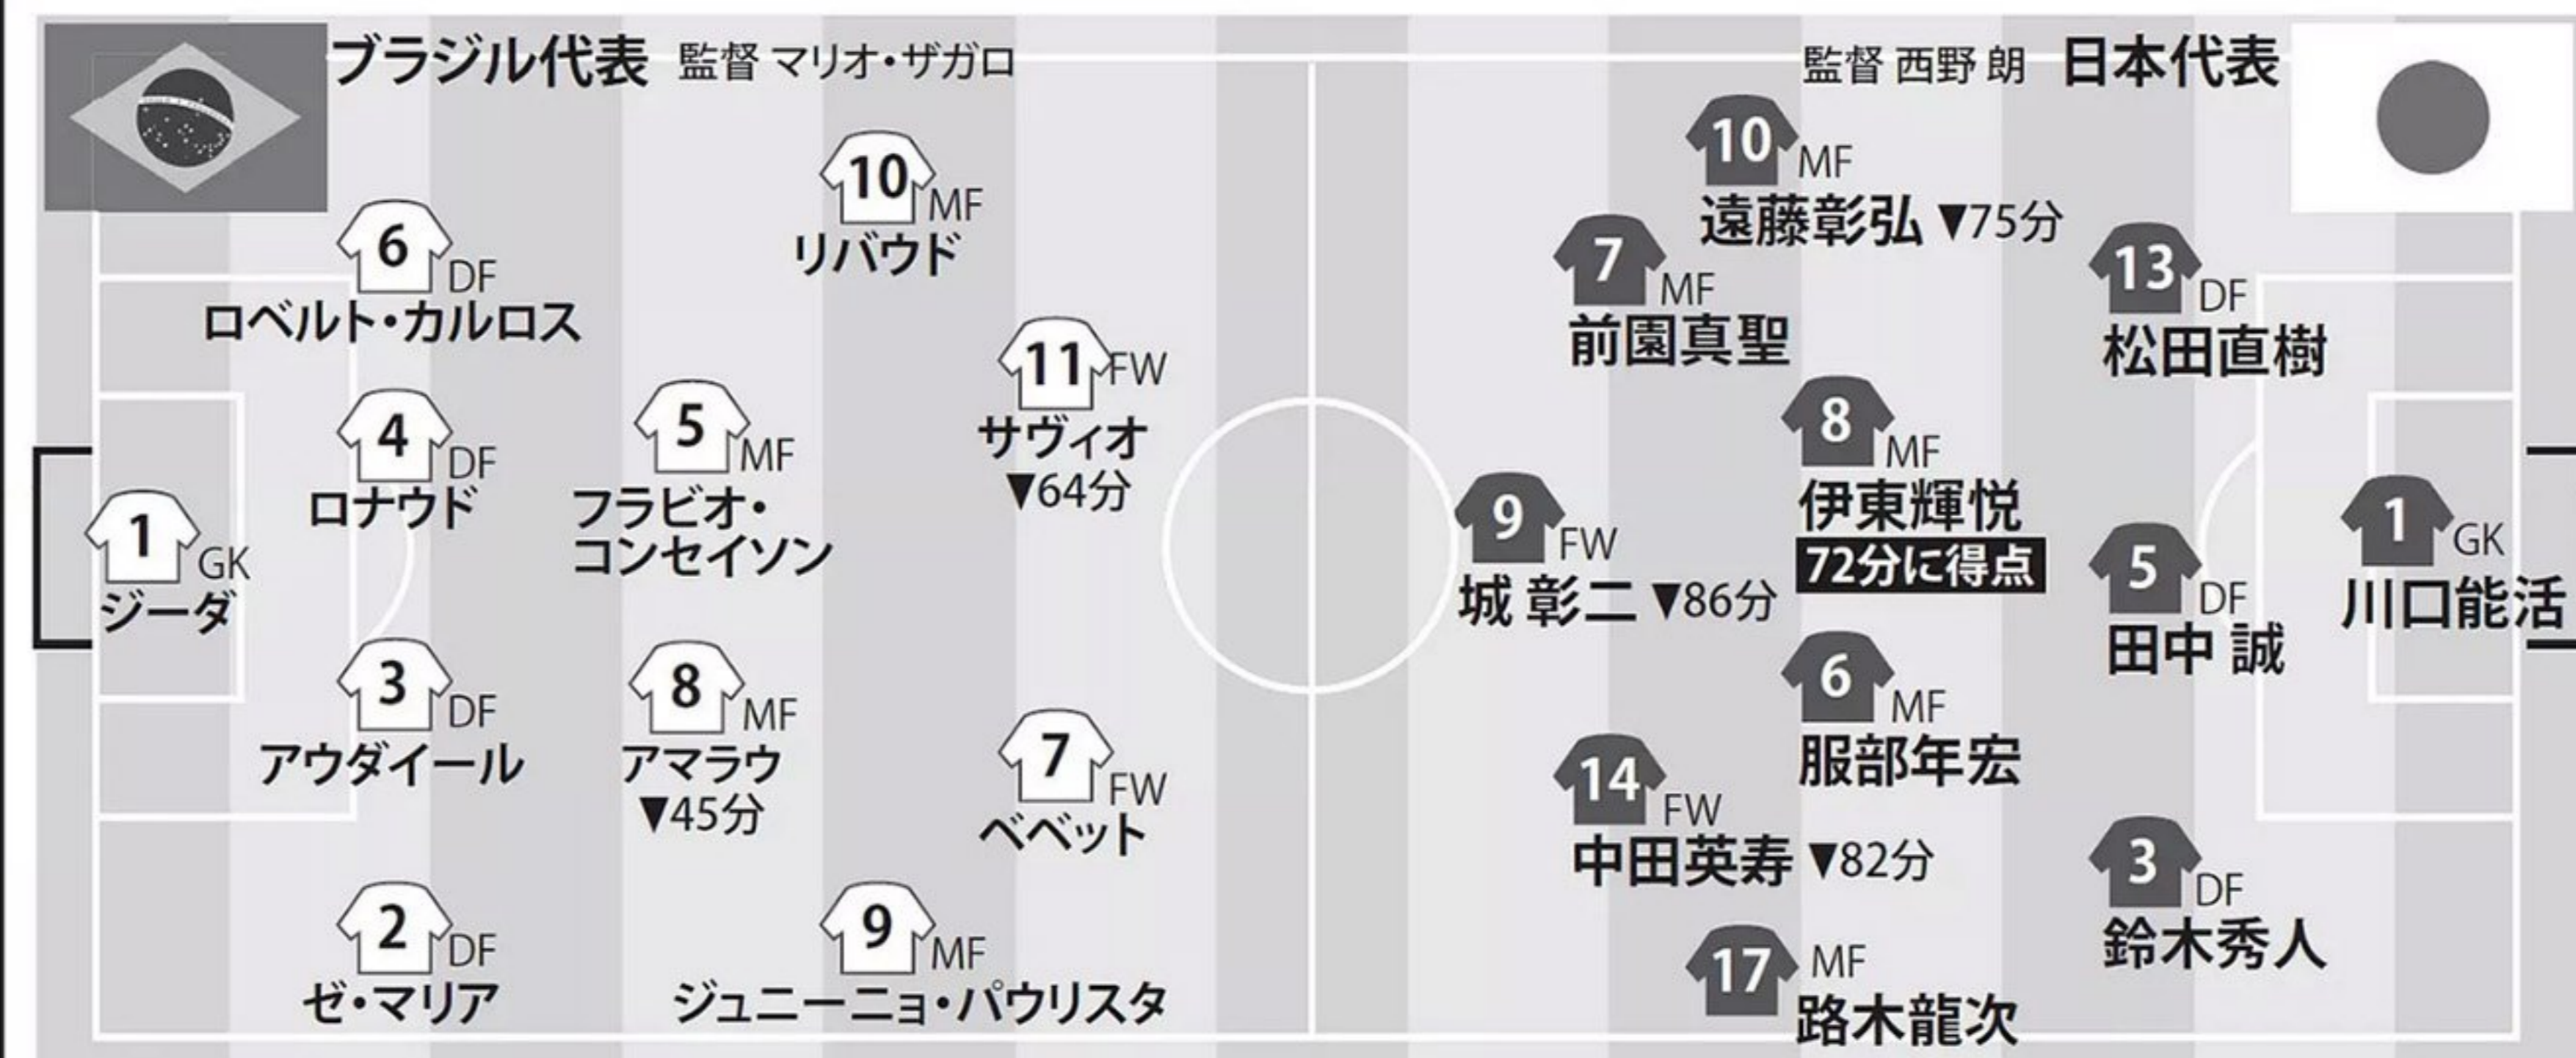 ブラジル代表 監督 マリオ・ザガロ
10 MF
リバウド
6 DF
ロベルト・カルロス
11 FW
サヴィオ
▼64分
4 DF
ロナウド
5 MF
フラビオ・
コンセイソン
1 GK
ジーダ
3 DF
アウダイール
8 MF
アマラウ
▼45分
7 FW
ベベット
2 DF
ゼ・マリア
9 MF
ジュニーニョ・パウリスタ
監督 西野 朗 日本代表
10 MF
遠藤彰弘 ▼75分
7 MF
前園真聖
13 DF
松田直樹
8 MF
伊東輝悦
72分に得点
9 FW
城 彰二 ▼86分
5 DF
田中 誠
1 GK
川口能活
6 MF
服部年宏
14 FW
中田英寿 ▼82分
3 DF
鈴木秀人
17 MF
路木龍次